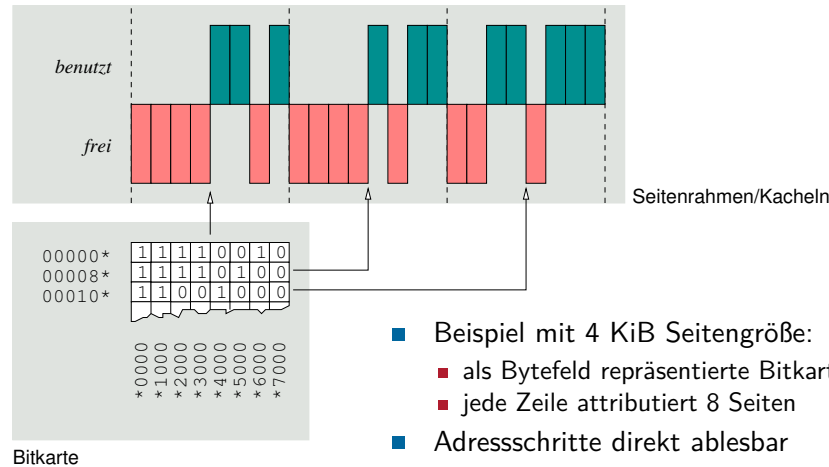 benutzt
frei
Seitenrahmen/Kacheln
00000* 1 1 1 1 0 0 1 0
00008* 1 1 1 1 0 1 0 0
00010* 1 1 0 0 1 0 0 0
*0000 *1000 *2000 *3000 *4000 *5000 *6000 *7000
Bitkarte
Beispiel mit 4 KiB Seitengröße:
als Bytefeld repräsentierte Bitkart
jede Zeile attributiert 8 Seiten
Adressschritte direkt ablesbar